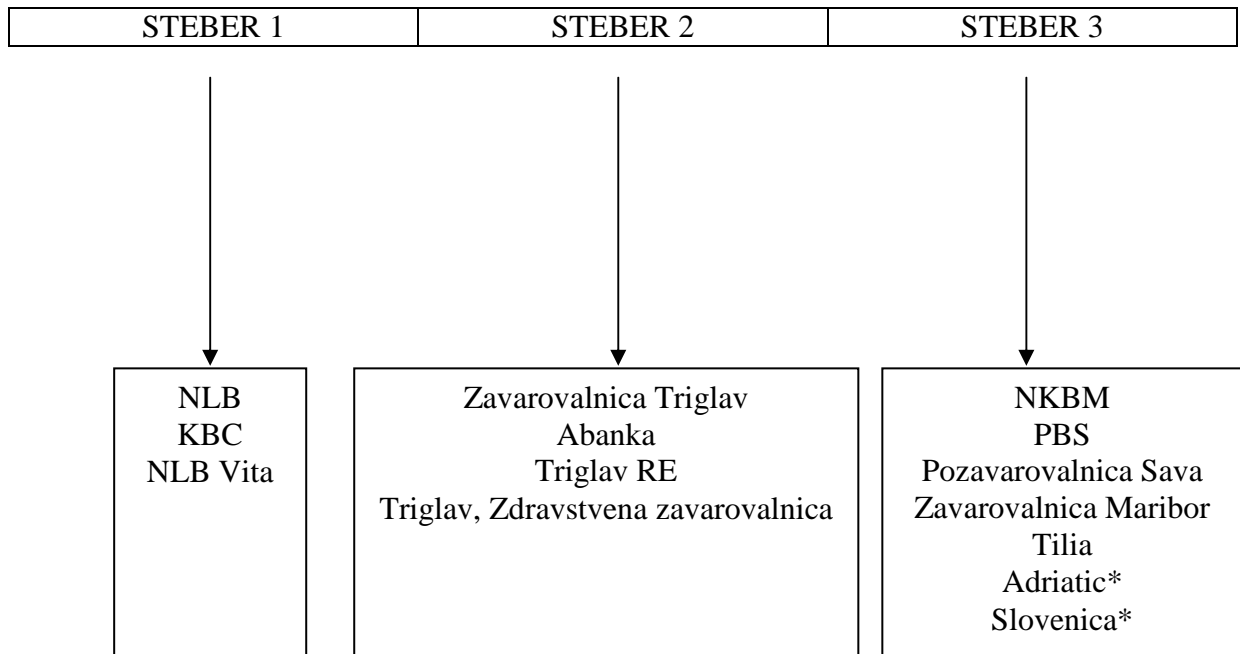 STEBER 1 STEBER 2 STEBER 3
NLB
KBC
NLB Vita
Zavarovalnica Triglav
Abanka
Triglav RE
Triglav, Zdravstvena zavarovalnica
NKBM
PBS
Pozavarovalnica Sava
Zavarovalnica Maribor
Tilia
Adriatic*
Slovenica*